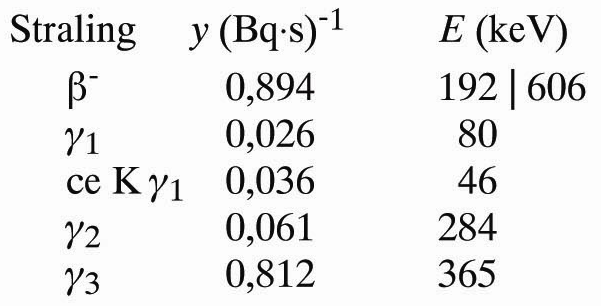 Straling y (Bq·s)⁻¹ E (keV)
β⁻ 0,894 192 | 606
γ₁ 0,026 80
ce K γ₁ 0,036 46
γ₂ 0,061 284
γ₃ 0,812 365